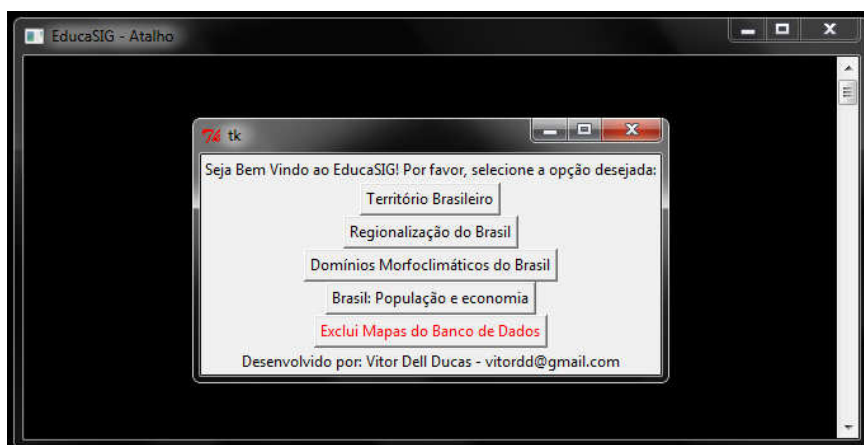 EducaSIG - Atalho
tk
Seja Bem Vindo ao EducaSIG! Por favor, selecione a opção desejada:
Território Brasileiro
Regionalização do Brasil
Domínios Morfoclimáticos do Brasil
Brasil: População e economia
Exclui Mapas do Banco de Dados
Desenvolvido por: Vitor Dell Ducas - vitordd@gmail.com